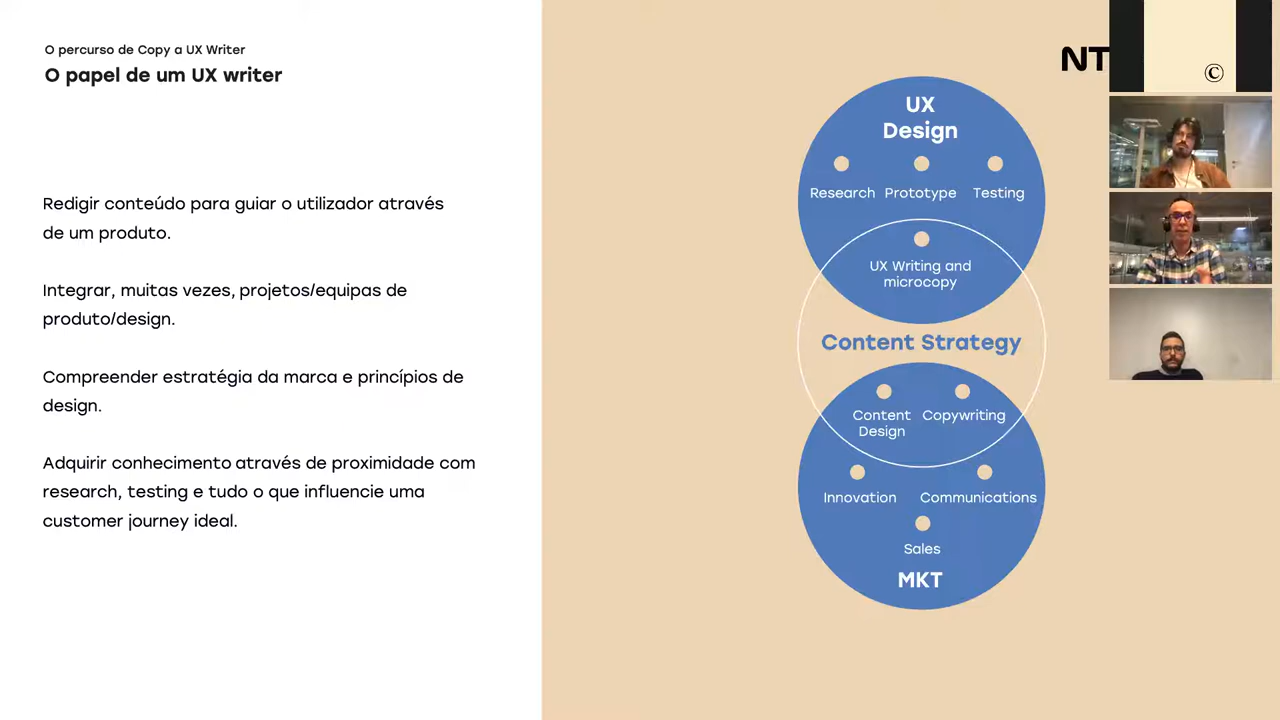 O percurso de Copy a UX Writer
O papel de um UX writer
Redigir conteúdo para guiar o utilizador através
de um produto.
Integrar, muitas vezes, projetos/equipas de
produto/design.
Compreender estratégia da marca e princípios de
design.
Adquirir conhecimento através de proximidade com
research, testing e tudo o que influencie uma
customer journey ideal.
NT
©
UX
Design
Research Prototype Testing
UX Writing and
microcopy
Content Strategy
Content Copywriting
Design
Innovation Communications
Sales
MKT